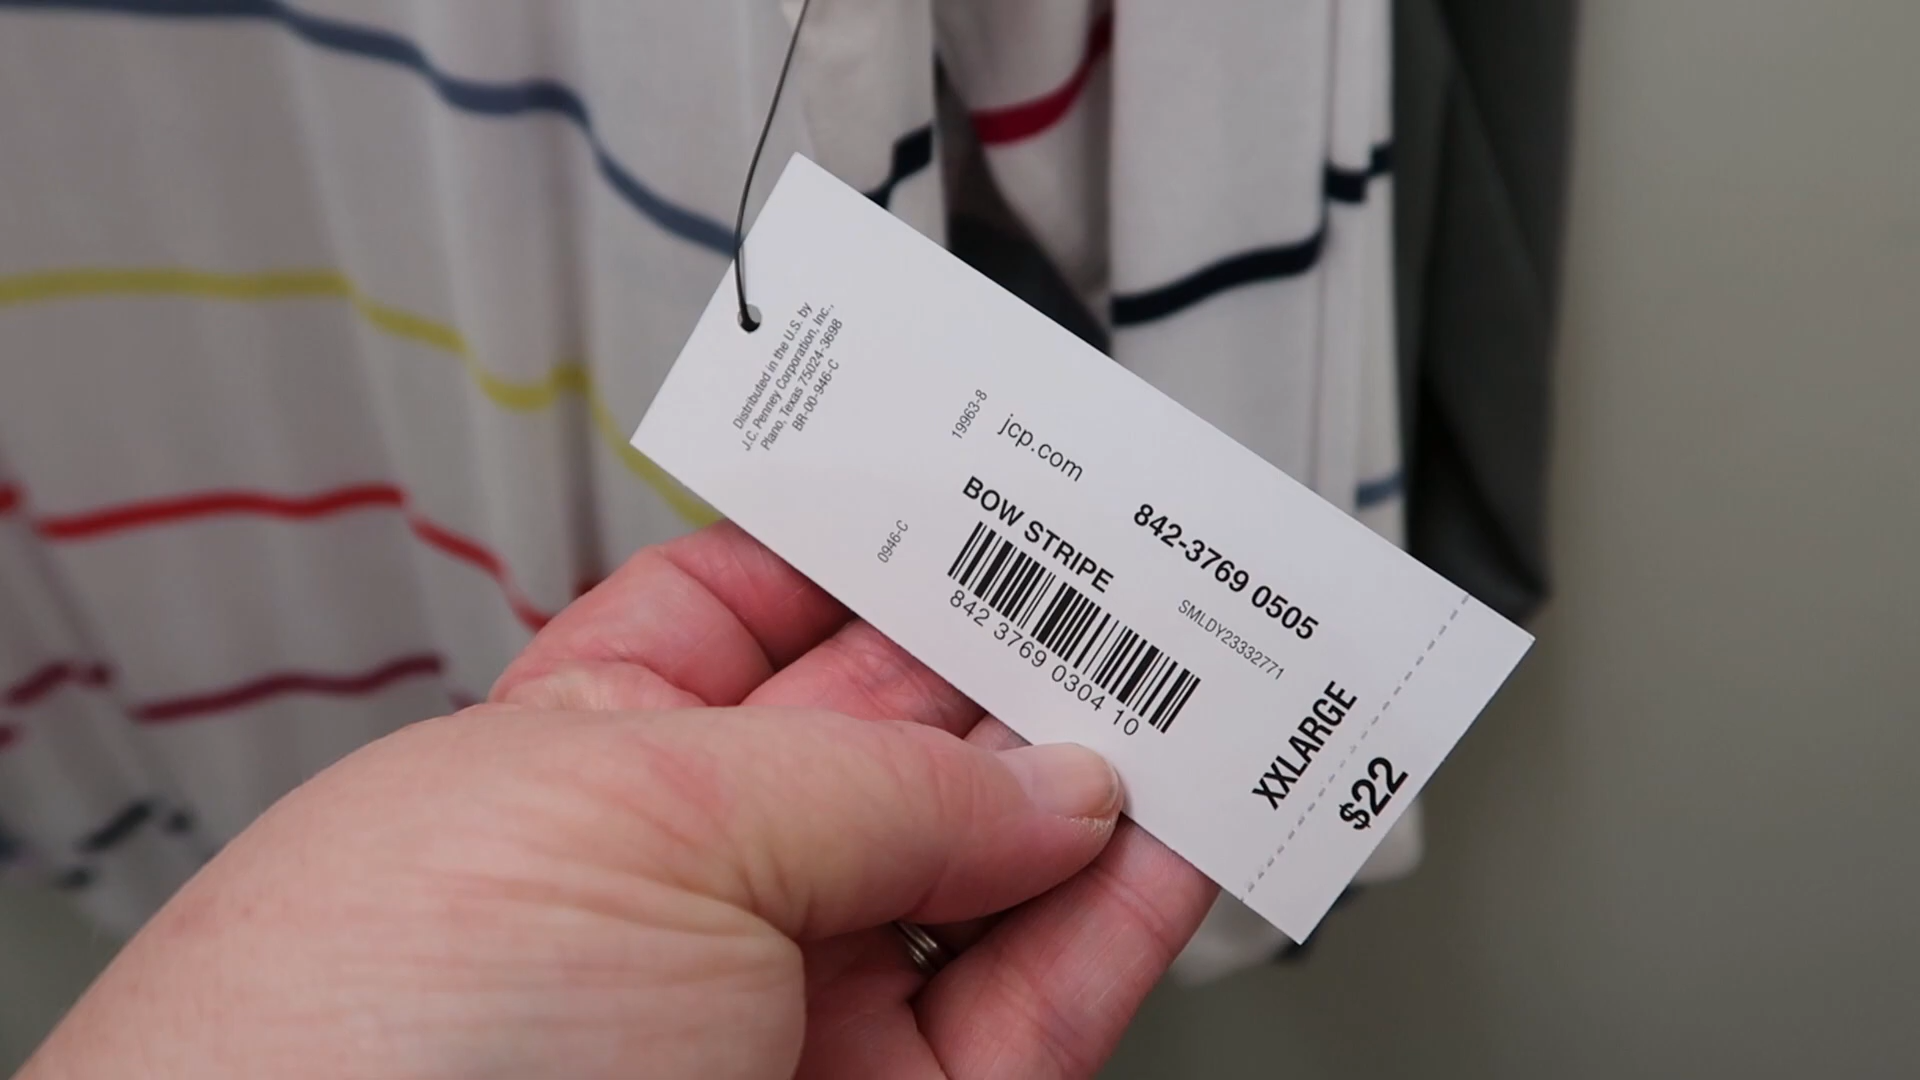 Distributed in the U.S. by
J.C. Penney Corporation, Inc.,
Plano, Texas 75024-3698
BR-00-946-C
19963-8
jcp.com
0946-C
BOW STRIPE
842-3769 0505
842 3769 0304 10
SMLDY23332771
XXLARGE
$22